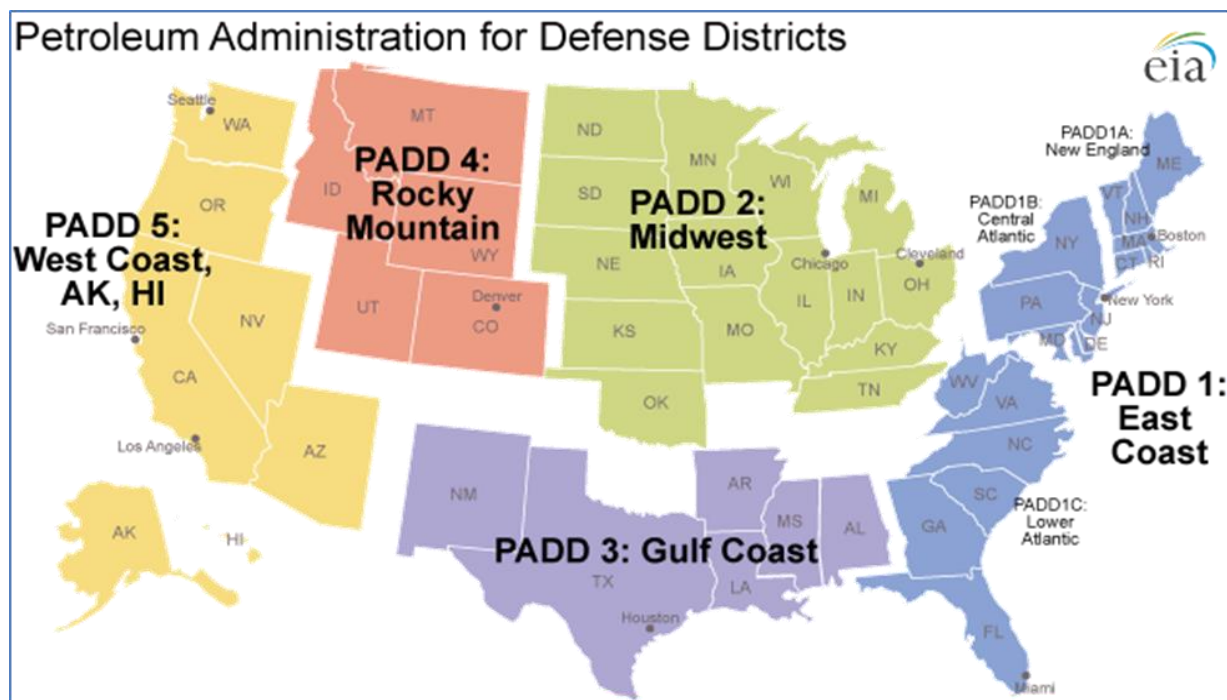 Petroleum Administration for Defense Districts
eia
Seattle
WA
MT
ND
MN
PADD1A:
New England
ME
PADD 4:
Rocky
Mountain
ID
OR
SD
WI
MI
VT
NH
PADD1B:
Central
Atlantic
PADD 5:
West Coast,
AK, HI
PADD 2:
Midwest
NY
MA
Boston
CT
RI
WY
NE
IA
Chicago
Cleveland
San Francisco
NV
UT
Denver
CO
IL
IN
OH
PA
New York
NJ
MD
DE
KS
MO
KY
WV
VA
CA
TN
PADD 1:
East
Coast
OK
NC
Los Angeles
AZ
NM
AR
SC
PADD1C:
Lower
Atlantic
AK
HI
MS
AL
GA
PADD 3: Gulf Coast
TX
LA
Houston
FL
Miami